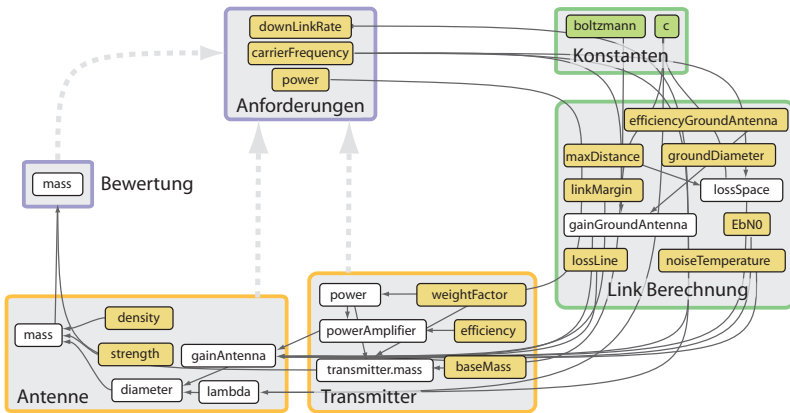 downLinkRate
carrierFrequency
power
Anforderungen
boltzmann
c
Konstanten
efficiencyGroundAntenna
maxDistance
groundDiameter
linkMargin
lossSpace
gainGroundAntenna
EbN0
lossLine
noiseTemperature
Link Berechnung
mass
Bewertung
density
mass
strength
gainAntenna
diameter
lambda
Antenne
power
weightFactor
powerAmplifier
efficiency
transmitter.mass
baseMass
Transmitter